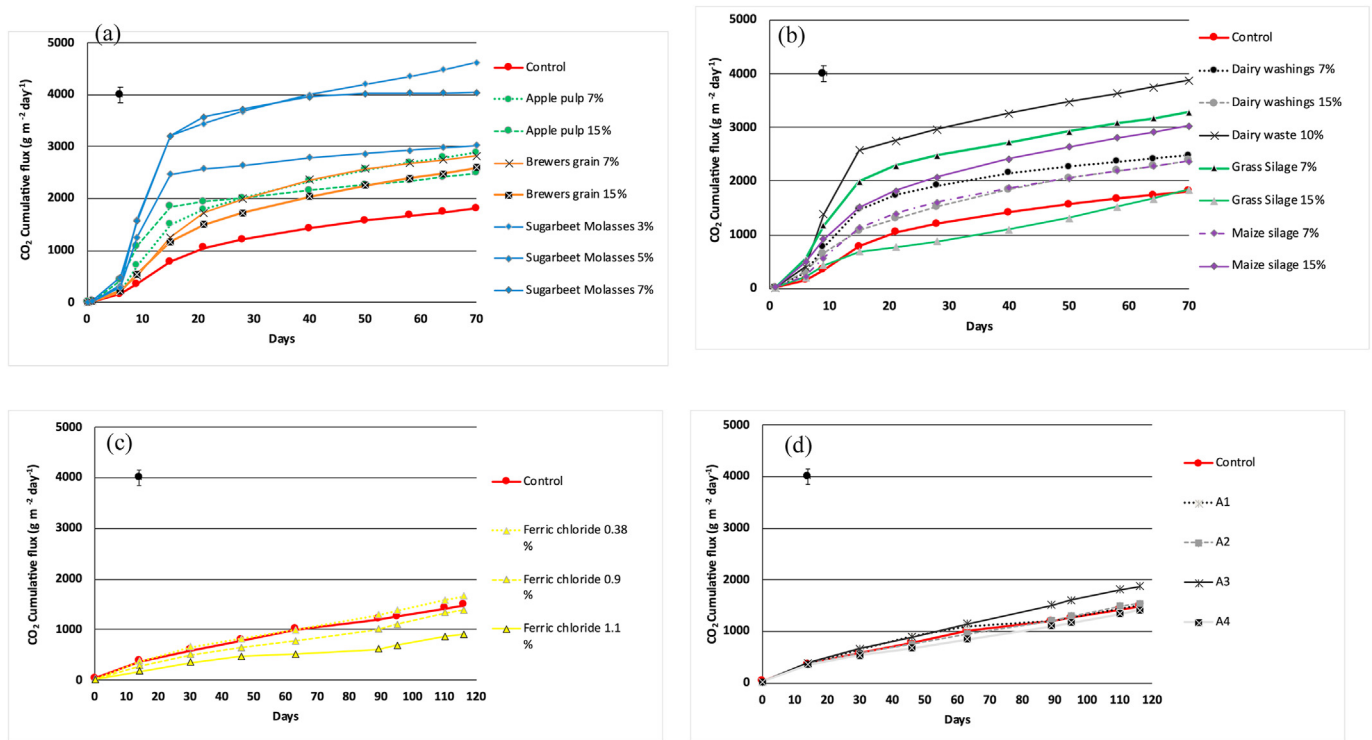 (a)
CO2 Cumulative flux (g m -2 day-1)
5000
4000
3000
2000
1000
0
0 10 20 30 40 50 60 70
Days
Control
Apple pulp 7%
Apple pulp 15%
Brewers grain 7%
Brewers grain 15%
Sugarbeet Molasses 3%
Sugarbeet Molasses 5%
Sugarbeet Molasses 7%
(b)
CO2 Cumulative flux (g m -2 day-1)
5000
4000
3000
2000
1000
0
0 10 20 30 40 50 60 70
Days
Control
Dairy washings 7%
Dairy washings 15%
Dairy waste 10%
Grass Silage 7%
Grass Silage 15%
Maize silage 7%
Maize silage 15%
(c)
CO2 Cumulative flux (g m -2 day-1)
5000
4000
3000
2000
1000
0
0 10 20 30 40 50 60 70 80 90 100 110 120
Days
Control
Ferric chloride 0.38
%
Ferric chloride 0.9
%
Ferric chloride 1.1
%
(d)
CO2 Cumulative flux (g m -2 day-1)
5000
4000
3000
2000
1000
0
0 10 20 30 40 50 60 70 80 90 100 110 120
Days
Control
A1
A2
A3
A4